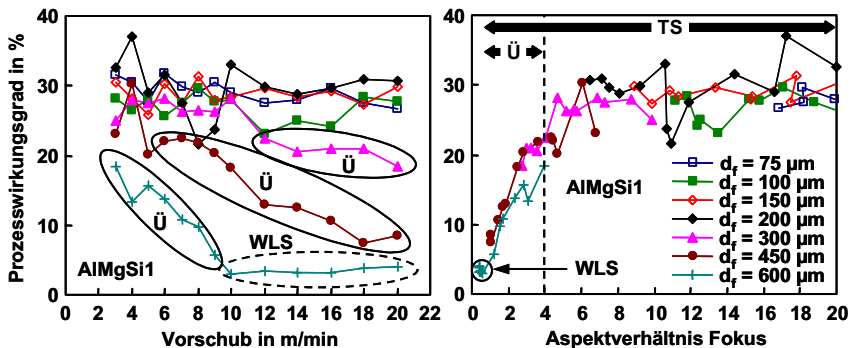 Prozesswirkungsgrad in %
40
30
20
10
0
Ü
Ü
Ü
WLS
AlMgSi1
0 2 4 6 8 10 12 14 16 18 20 22
Vorschub in m/min
40
30
20
10
0
TS
Ü
AlMgSi1
WLS
d_f = 75 µm
d_f = 100 µm
d_f = 150 µm
d_f = 200 µm
d_f = 300 µm
d_f = 450 µm
d_f = 600 µm
0 2 4 6 8 10 12 14 16 18 20
Aspektverhältnis Fokus